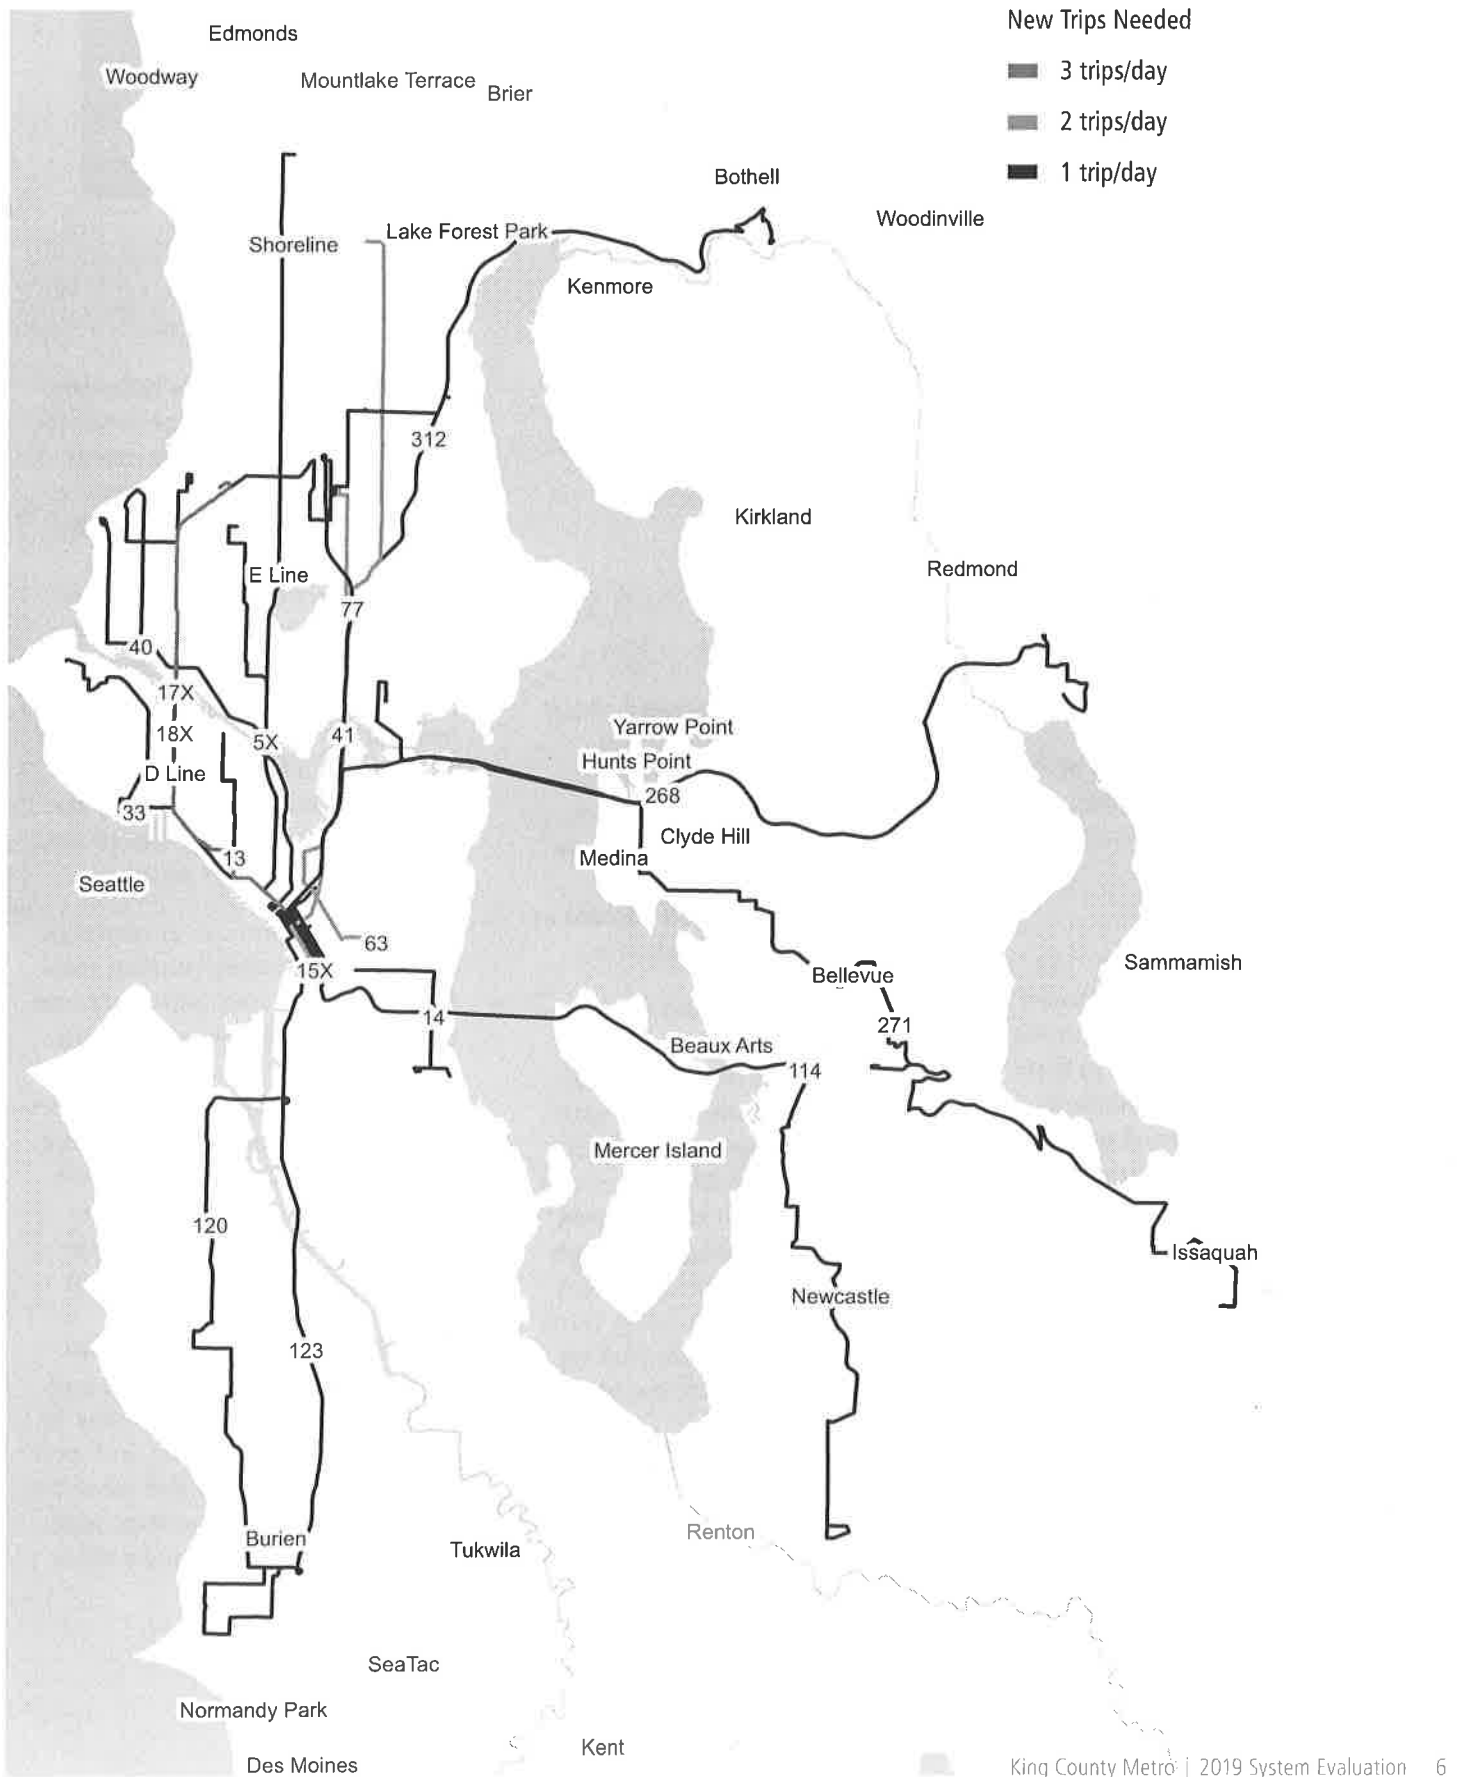 New Trips Needed
3 trips/day
2 trips/day
1 trip/day
Edmonds
Woodway
Mountlake Terrace
Brier
Bothell
Woodinville
Shoreline
Lake Forest Park
Kenmore
312
Kirkland
Redmond
E Line
77
40
17X
18X
5X
41
Yarrow Point
Hunts Point
D Line
268
33
Clyde Hill
13
Medina
Seattle
63
15X
Bellevue
Sammamish
14
271
Beaux Arts
114
Mercer Island
120
Issaquah
Newcastle
123
Renton
Burien
Tukwila
SeaTac
Normandy Park
Kent
Des Moines
King County Metro | 2019 System Evaluation 6